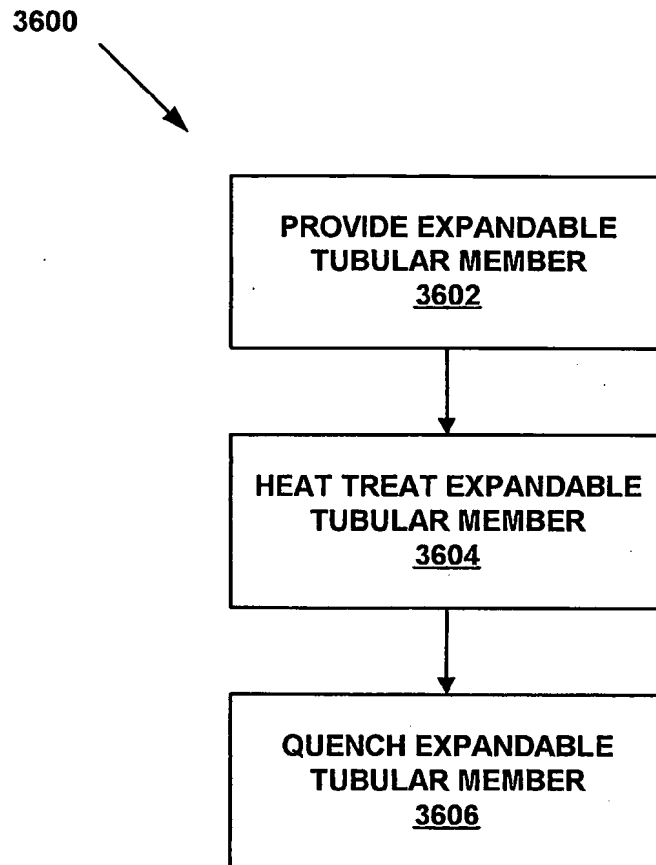 3600
PROVIDE EXPANDABLE
TUBULAR MEMBER
3602
HEAT TREAT EXPANDABLE
TUBULAR MEMBER
3604
QUENCH EXPANDABLE
TUBULAR MEMBER
3606